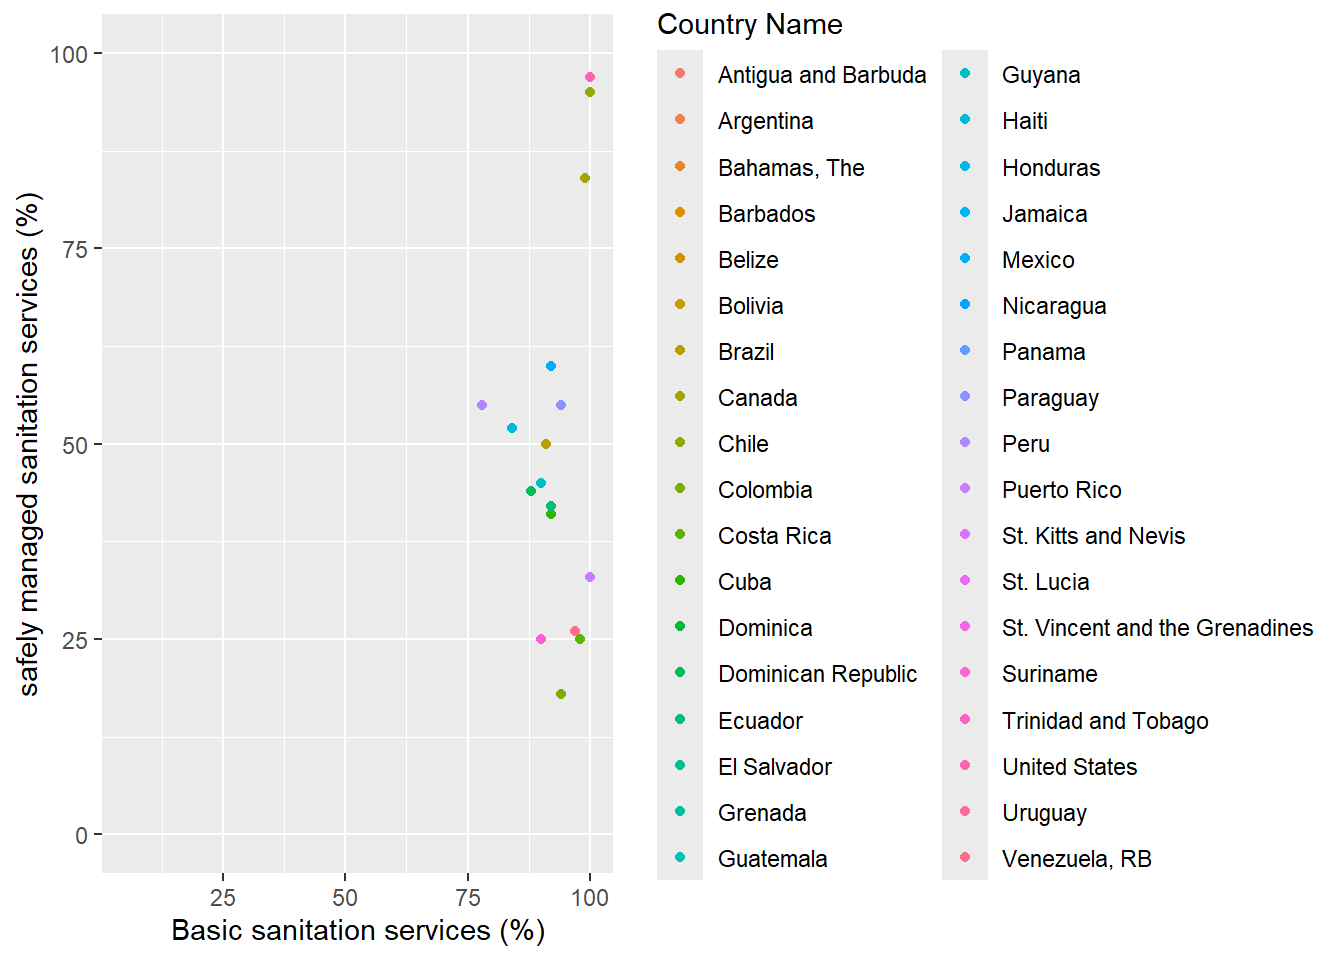 Country Name
Antigua and Barbuda
Argentina
Bahamas, The
Barbados
Belize
Bolivia
Brazil
Canada
Chile
Colombia
Costa Rica
Cuba
Dominica
Dominican Republic
Ecuador
El Salvador
Grenada
Guatemala
Guyana
Haiti
Honduras
Jamaica
Mexico
Nicaragua
Panama
Paraguay
Peru
Puerto Rico
St. Kitts and Nevis
St. Lucia
St. Vincent and the Grenadines
Suriname
Trinidad and Tobago
United States
Uruguay
Venezuela, RB
safely managed sanitation services (%)
100
75
50
25
0
25 50 75 100
Basic sanitation services (%)